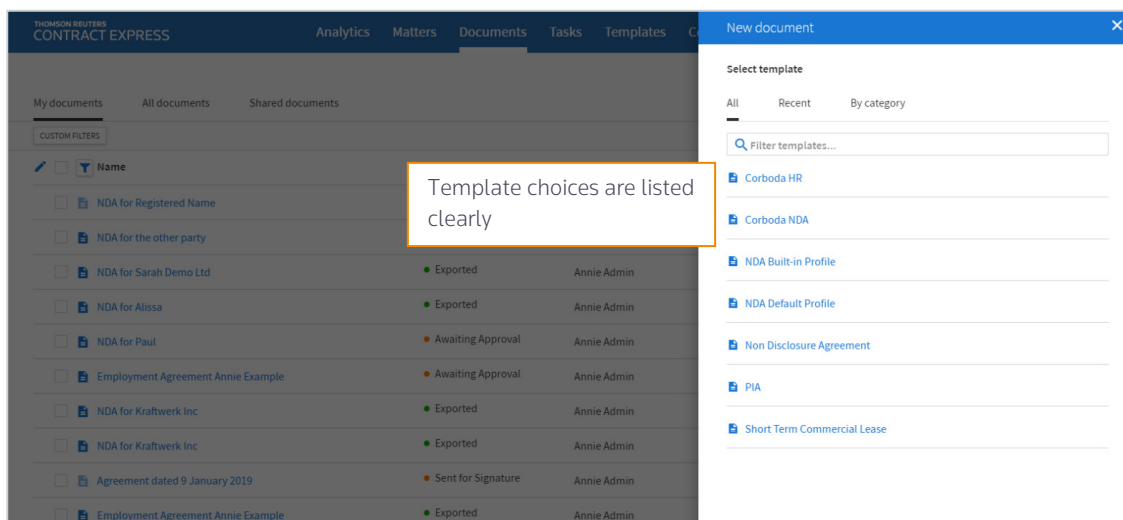 THOMSON REUTERS
CONTRACT EXPRESS
Analytics Matters Documents Tasks Templates
New document
My documents All documents Shared documents
CUSTOM FILTERS
Name
NDA for Registered Name
NDA for the other party
NDA for Sarah Demo Ltd Exported Annie Admin
NDA for Alissa Exported Annie Admin
NDA for Paul Awaiting Approval Annie Admin
Employment Agreement Annie Example Awaiting Approval Annie Admin
NDA for Kraftwerk Inc Exported Annie Admin
NDA for Kraftwerk Inc Exported Annie Admin
Agreement dated 9 January 2019 Sent for Signature Annie Admin
Employment Agreement Annie Example Exported Annie Admin
Template choices are listed
clearly
Select template
All Recent By category
Filter templates...
Corboda HR
Corboda NDA
NDA Built-in Profile
NDA Default Profile
Non Disclosure Agreement
PIA
Short Term Commercial Lease